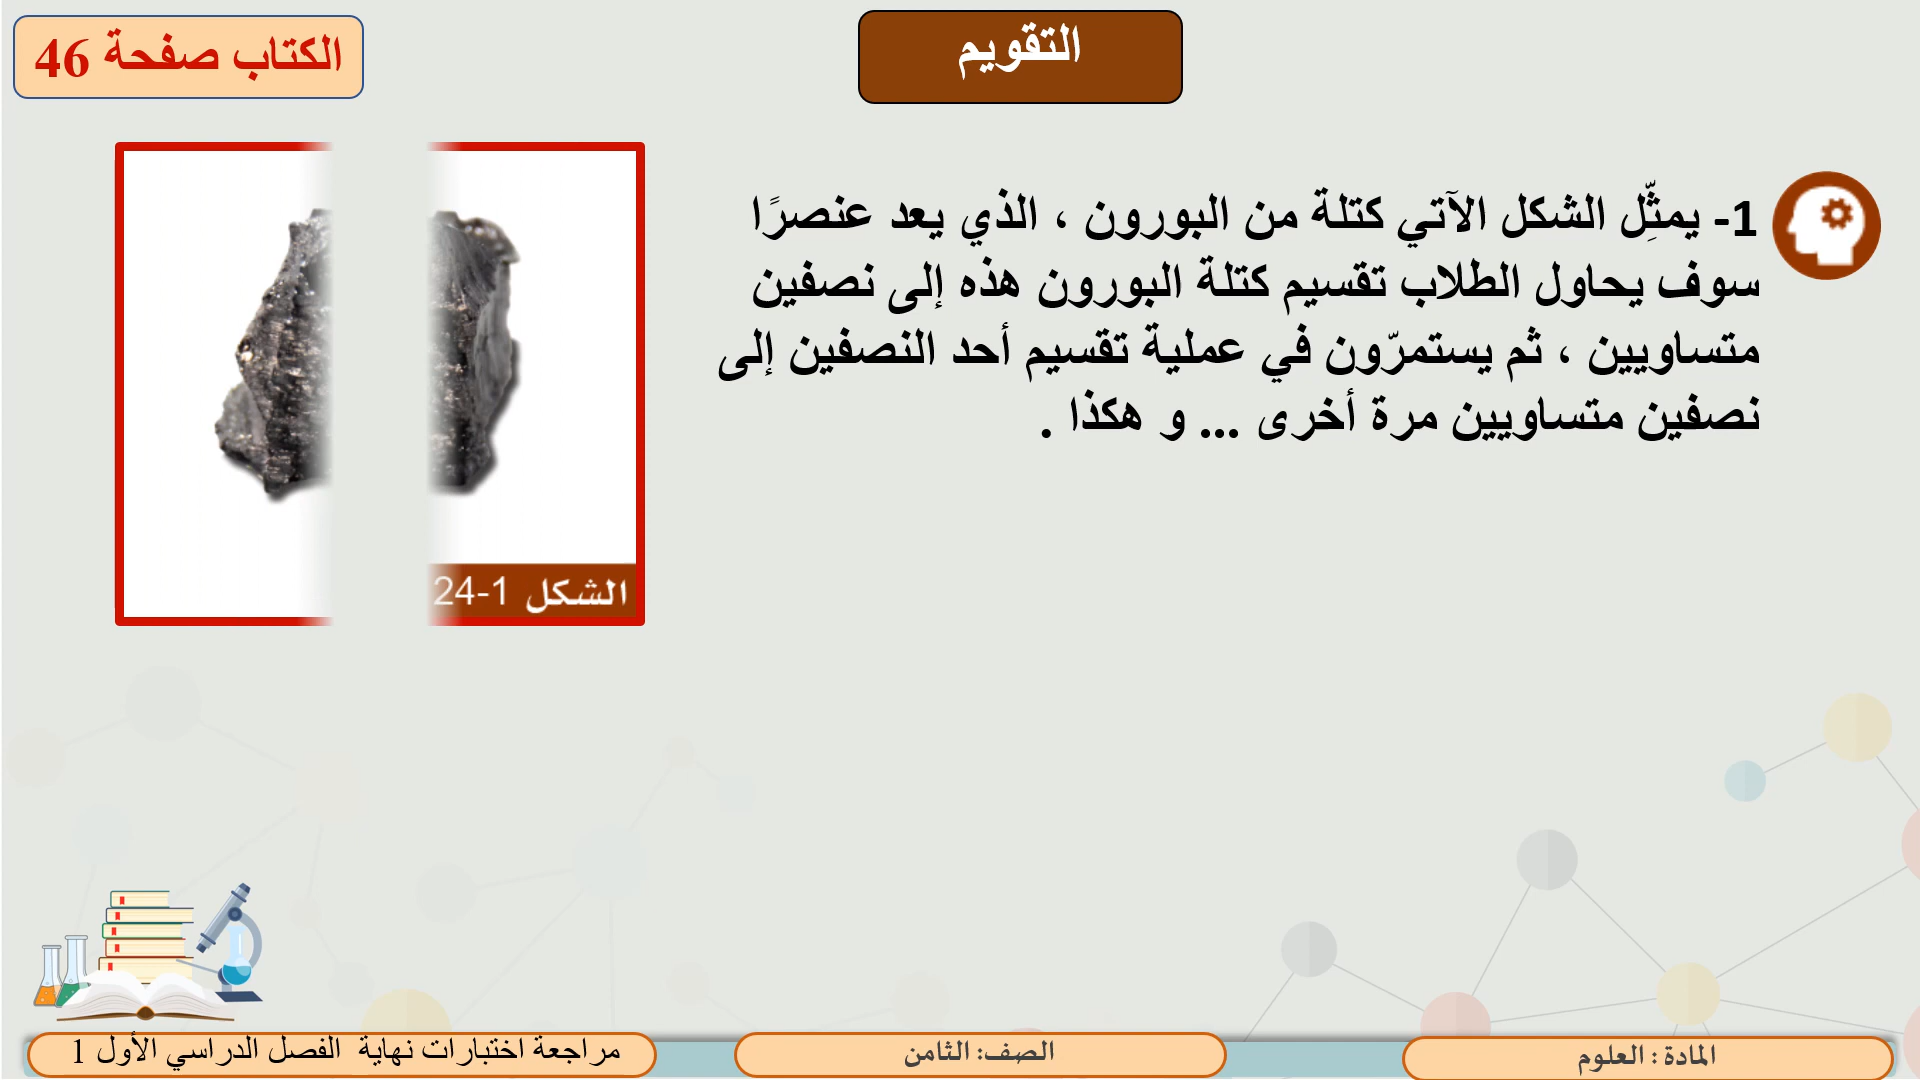 التقويم
الكتاب صفحة 46
1- يمثِّل الشكل الآتي كتلة من البورون ، الذي يعد عنصرًا
سوف يحاول الطلاب تقسيم كتلة البورون هذه إلى نصفين
متساويين ، ثم يستمرّون في عملية تقسيم أحد النصفين إلى
نصفين متساويين مرة أخرى ... و هكذا .
الشكل 1-24
المادة : العلوم
الصف: الثامن
مراجعة اختبارات نهاية الفصل الدراسي الأول 1